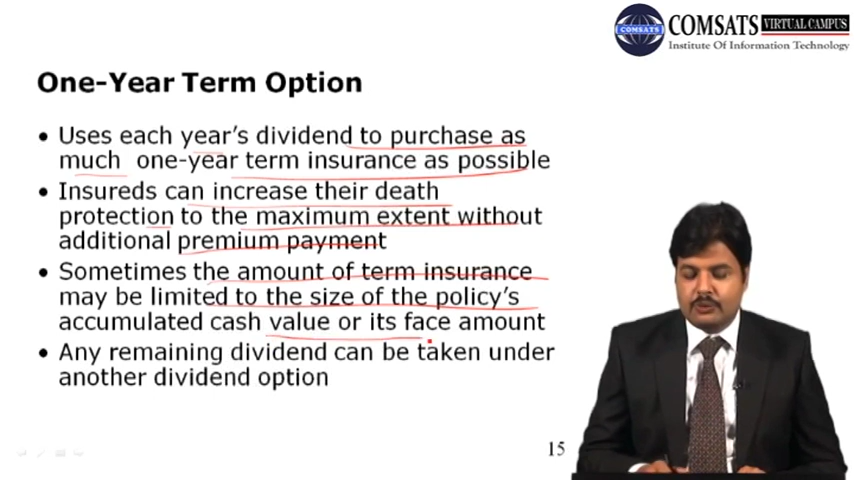 COMSATS VIRTUAL CAMPUS
COMSATS
Institute Of Information Technology
One-Year Term Option
• Uses each year's dividend to purchase as
much one-year term insurance as possible
• Insureds can increase their death
protection to the maximum extent without
additional premium payment
• Sometimes the amount of term insurance
may be limited to the size of the policy's
accumulated cash value or its face amount
• Any remaining dividend can be taken under
another dividend option
15